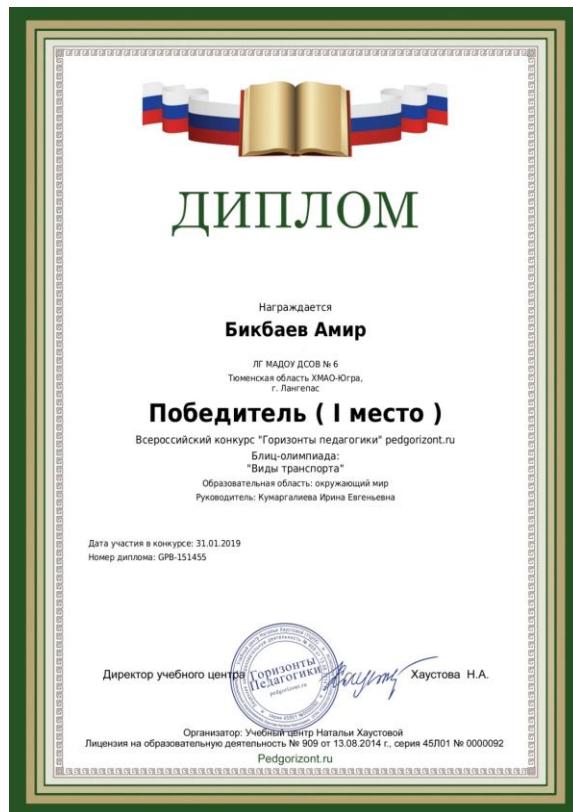 ДИПЛОМ
Награждается
Бикбаев Амир
ЛГ МАДОУ ДСОВ № 6
Тюменская область ХМАО-Югра,
г. Лангепас
Победитель ( I место )
Всероссийский конкурс "Горизонты педагогики" pedgorizont.ru
Блиц-олимпиада:
"Виды транспорта"
Образовательная область: окружающий мир
Руководитель: Кумаргалиева Ирина Евгеньевна
Дата участия в конкурсе: 31.01.2019
Номер диплома: GPB-151455
Горизонты
Педагогики
pedgorizont.ru
Директор учебного центра Хаустова Н.А.
Организатор: Учебный центр Натальи Хаустовой
Лицензия на образовательную деятельность № 909 от 13.08.2014 г., серия 45Л01 № 0000092
Pedgorizont.ru